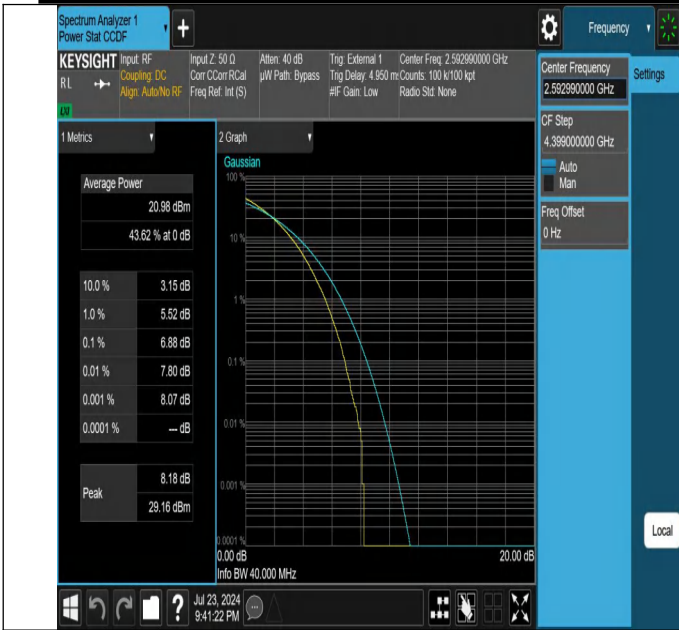 Spectrum Analyzer 1
Power Stat CCDF
+
Frequency
KEYSIGHT
RL
LXI
Input: RF
Coupling: DC
Align: Auto/No RF
Input Z: 50 Ω
Corr CCorr RCal
Freq Ref: Int (S)
Atten: 40 dB
µW Path: Bypass
Trig: External 1
Trig Delay: 4.950 m
#IF Gain: Low
Center Freq: 2.592990000 GHz
Counts: 100 k/100 kpt
Radio Std: None
Center Frequency
2.592990000 GHz
Settings
CF Step
4.399000000 GHz
Auto
Man
Freq Offset
0 Hz
Local
1 Metrics
Average Power
20.98 dBm
43.62 % at 0 dB
10.0 % 3.15 dB
1.0 % 5.52 dB
0.1 % 6.88 dB
0.01 % 7.80 dB
0.001 % 8.07 dB
0.0001 % --- dB
Peak
8.18 dB
29.16 dBm
2 Graph
Gaussian
100 %
10 %
1 %
0.1 %
0.01 %
0.001 %
0.0001 %
0.00 dB 20.00 dB
Info BW 40.000 MHz
?
Jul 23, 2024
9:41:22 PM